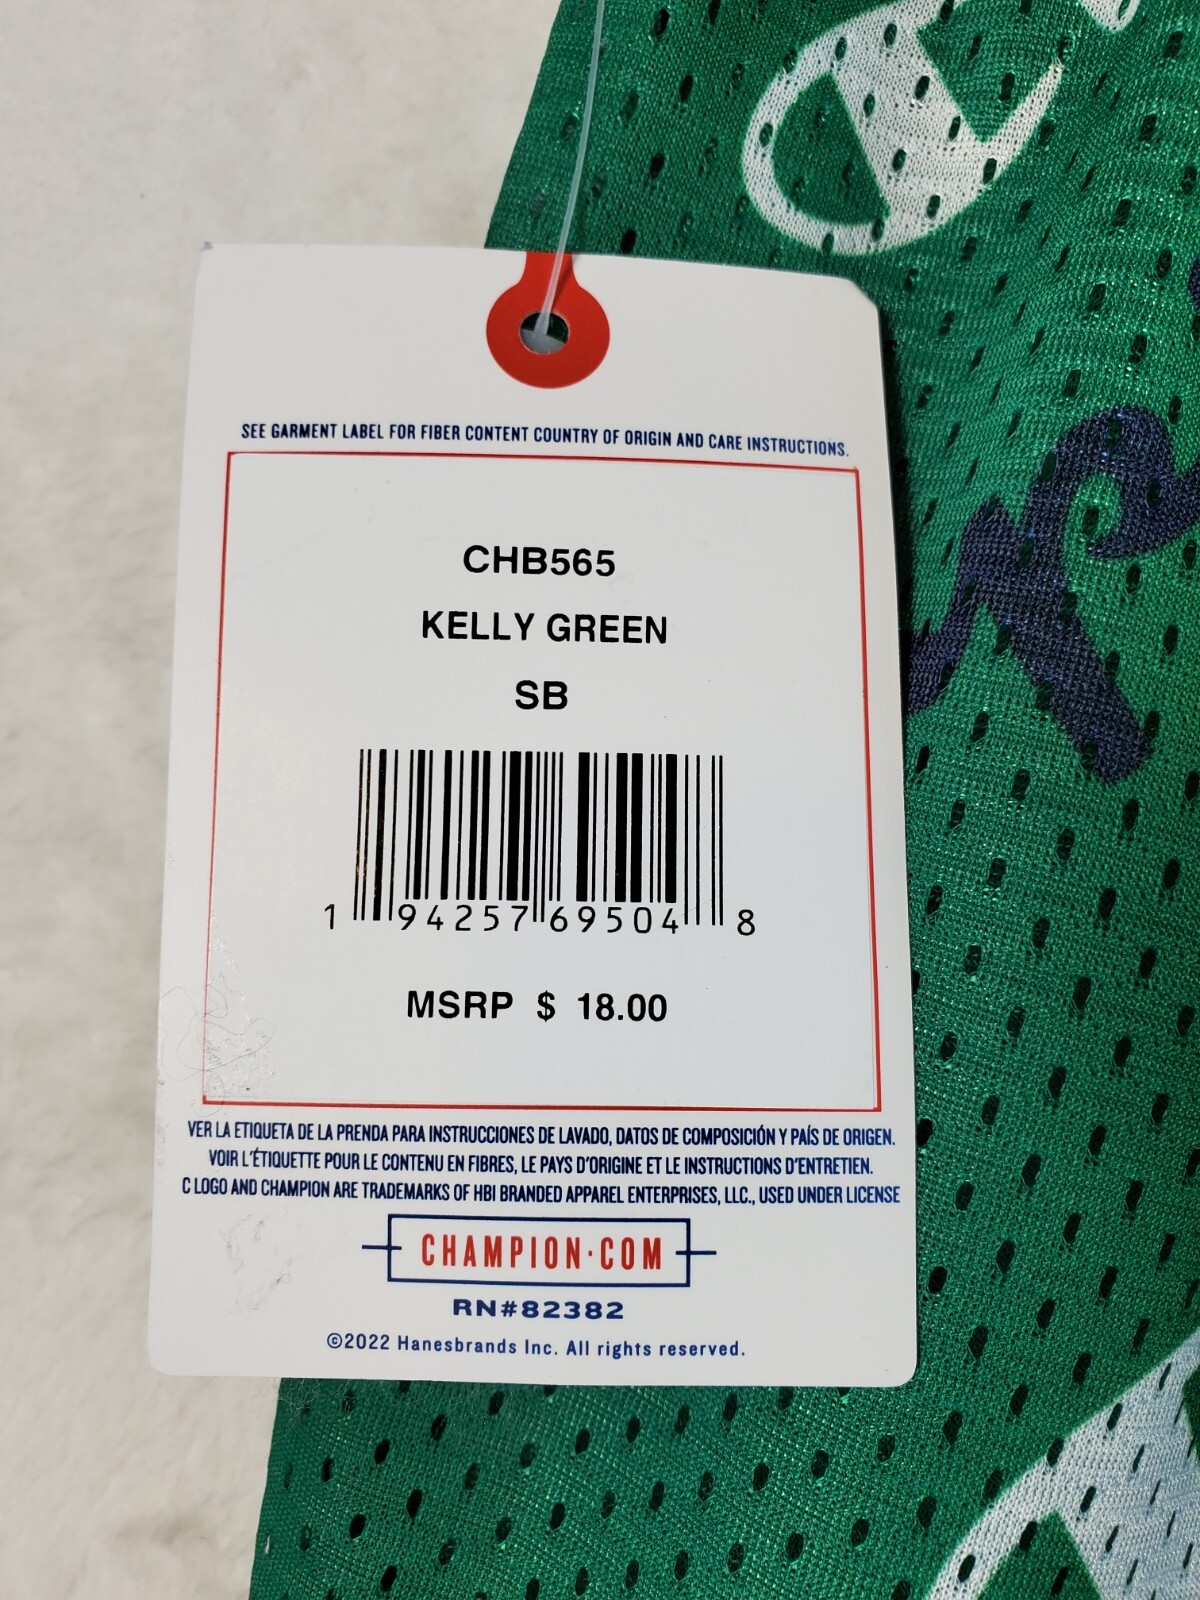 SEE GARMENT LABEL FOR FIBER CONTENT COUNTRY OF ORIGIN AND CARE INSTRUCTIONS.
CHB565
KELLY GREEN
SB
1 94257 69504 8
MSRP $ 18.00
VER LA ETIQUETA DE LA PRENDA PARA INSTRUCCIONES DE LAVADO, DATOS DE COMPOSICIÓN Y PAÍS DE ORIGEN.
VOIR L'ÉTIQUETTE POUR LE CONTENU EN FIBRES, LE PAYS D'ORIGINE ET LE INSTRUCTIONS D'ENTRETIEN.
C LOGO AND CHAMPION ARE TRADEMARKS OF HBI BRANDED APPAREL ENTERPRISES, LLC., USED UNDER LICENSE
CHAMPION·COM
RN#82382
©2022 Hanesbrands Inc. All rights reserved.